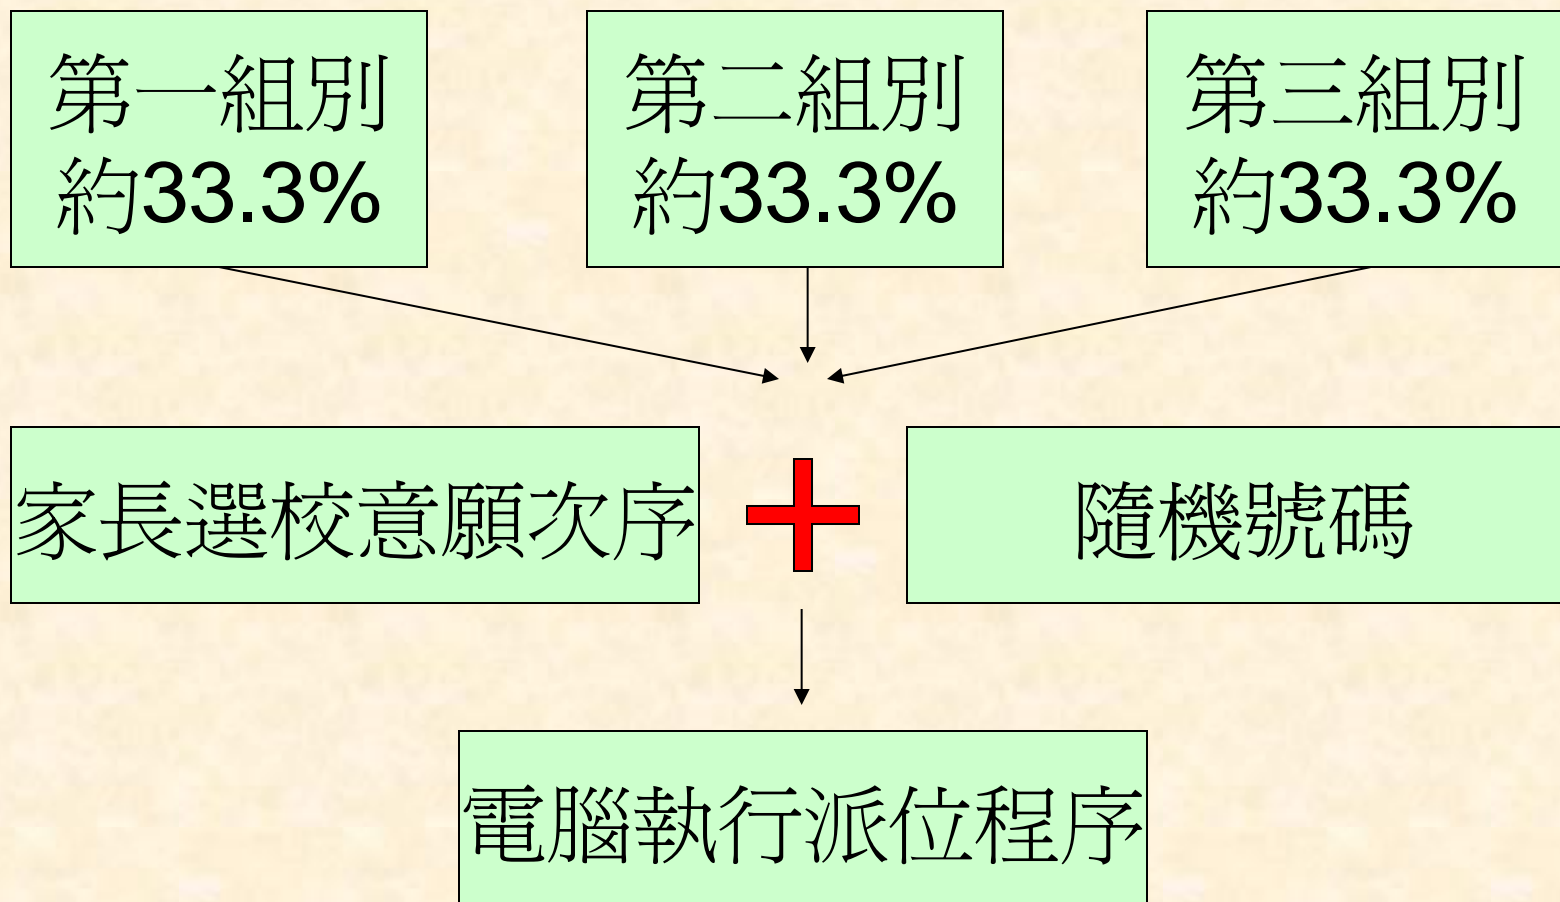 第一組別
約33.3%
第二組別
約33.3%
第三組別
約33.3%
家長選校意願次序
隨機號碼
電腦執行派位程序